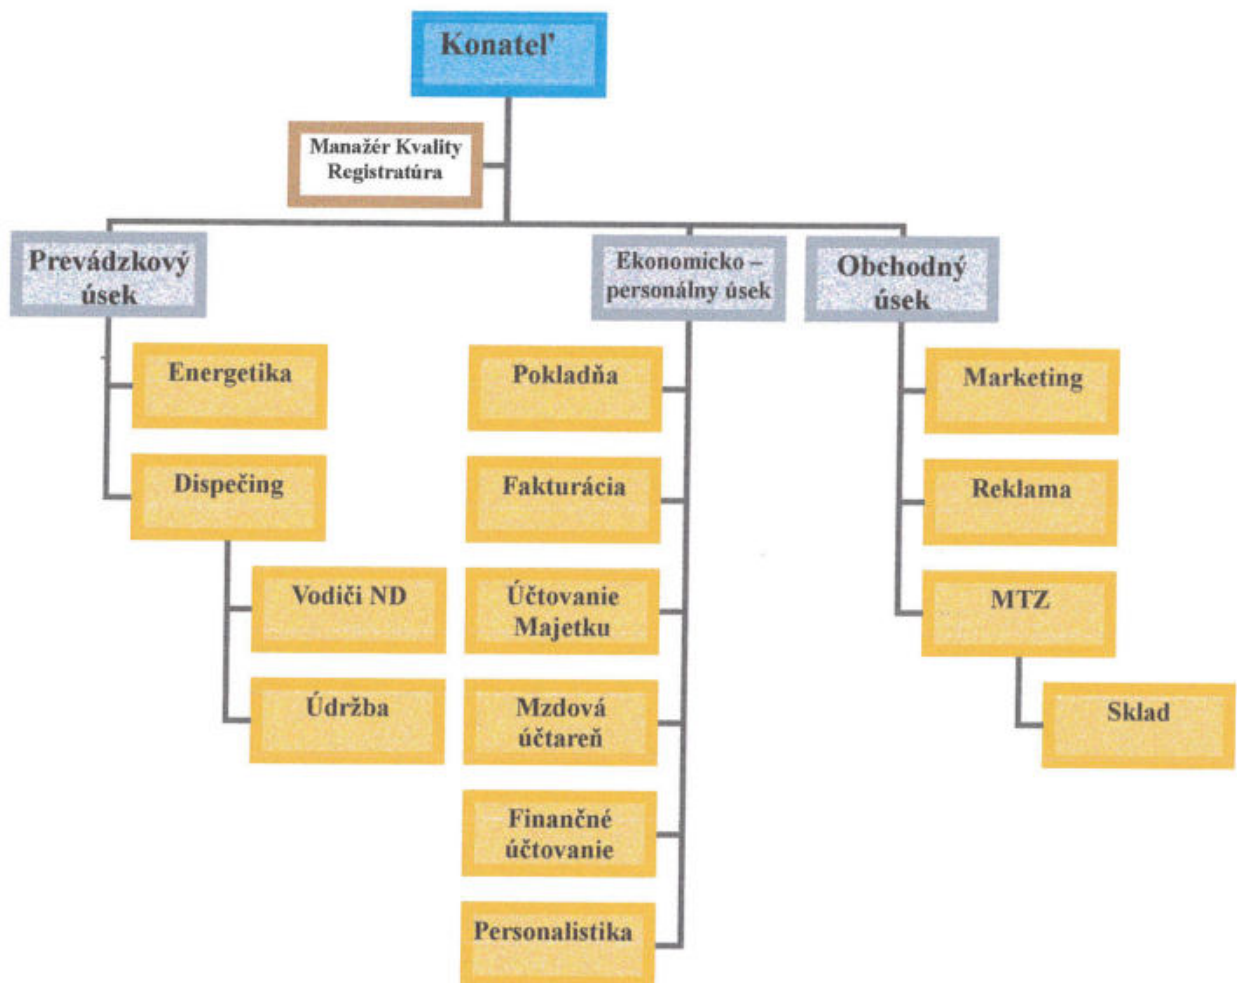 Konateľ
Manažér Kvality
Registratúra
Prevádzkový
úsek
Ekonomicko –
personálny úsek
Obchodný
úsek
Energetika
Dispečing
Vodiči ND
Údržba
Pokladňa
Fakturácia
Účtovanie
Majetku
Mzdová
účtareň
Finančné
účtovanie
Personalistika
Marketing
Reklama
MTZ
Sklad